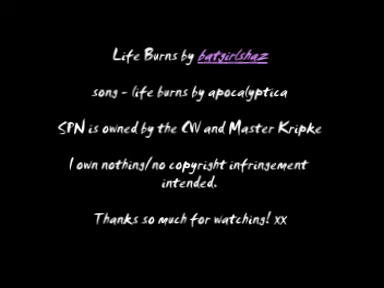 Life Burns by batgirlshaz
song - life burns by apocalyptica
SPN is owned by the CW and Master Kripke
I own nothing/no copyright infringement
intended.
Thanks so much for watching! xx